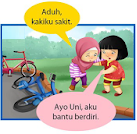 Aduh,
kakiku sakit.
Ayo Uni, aku
bantu berdiri.